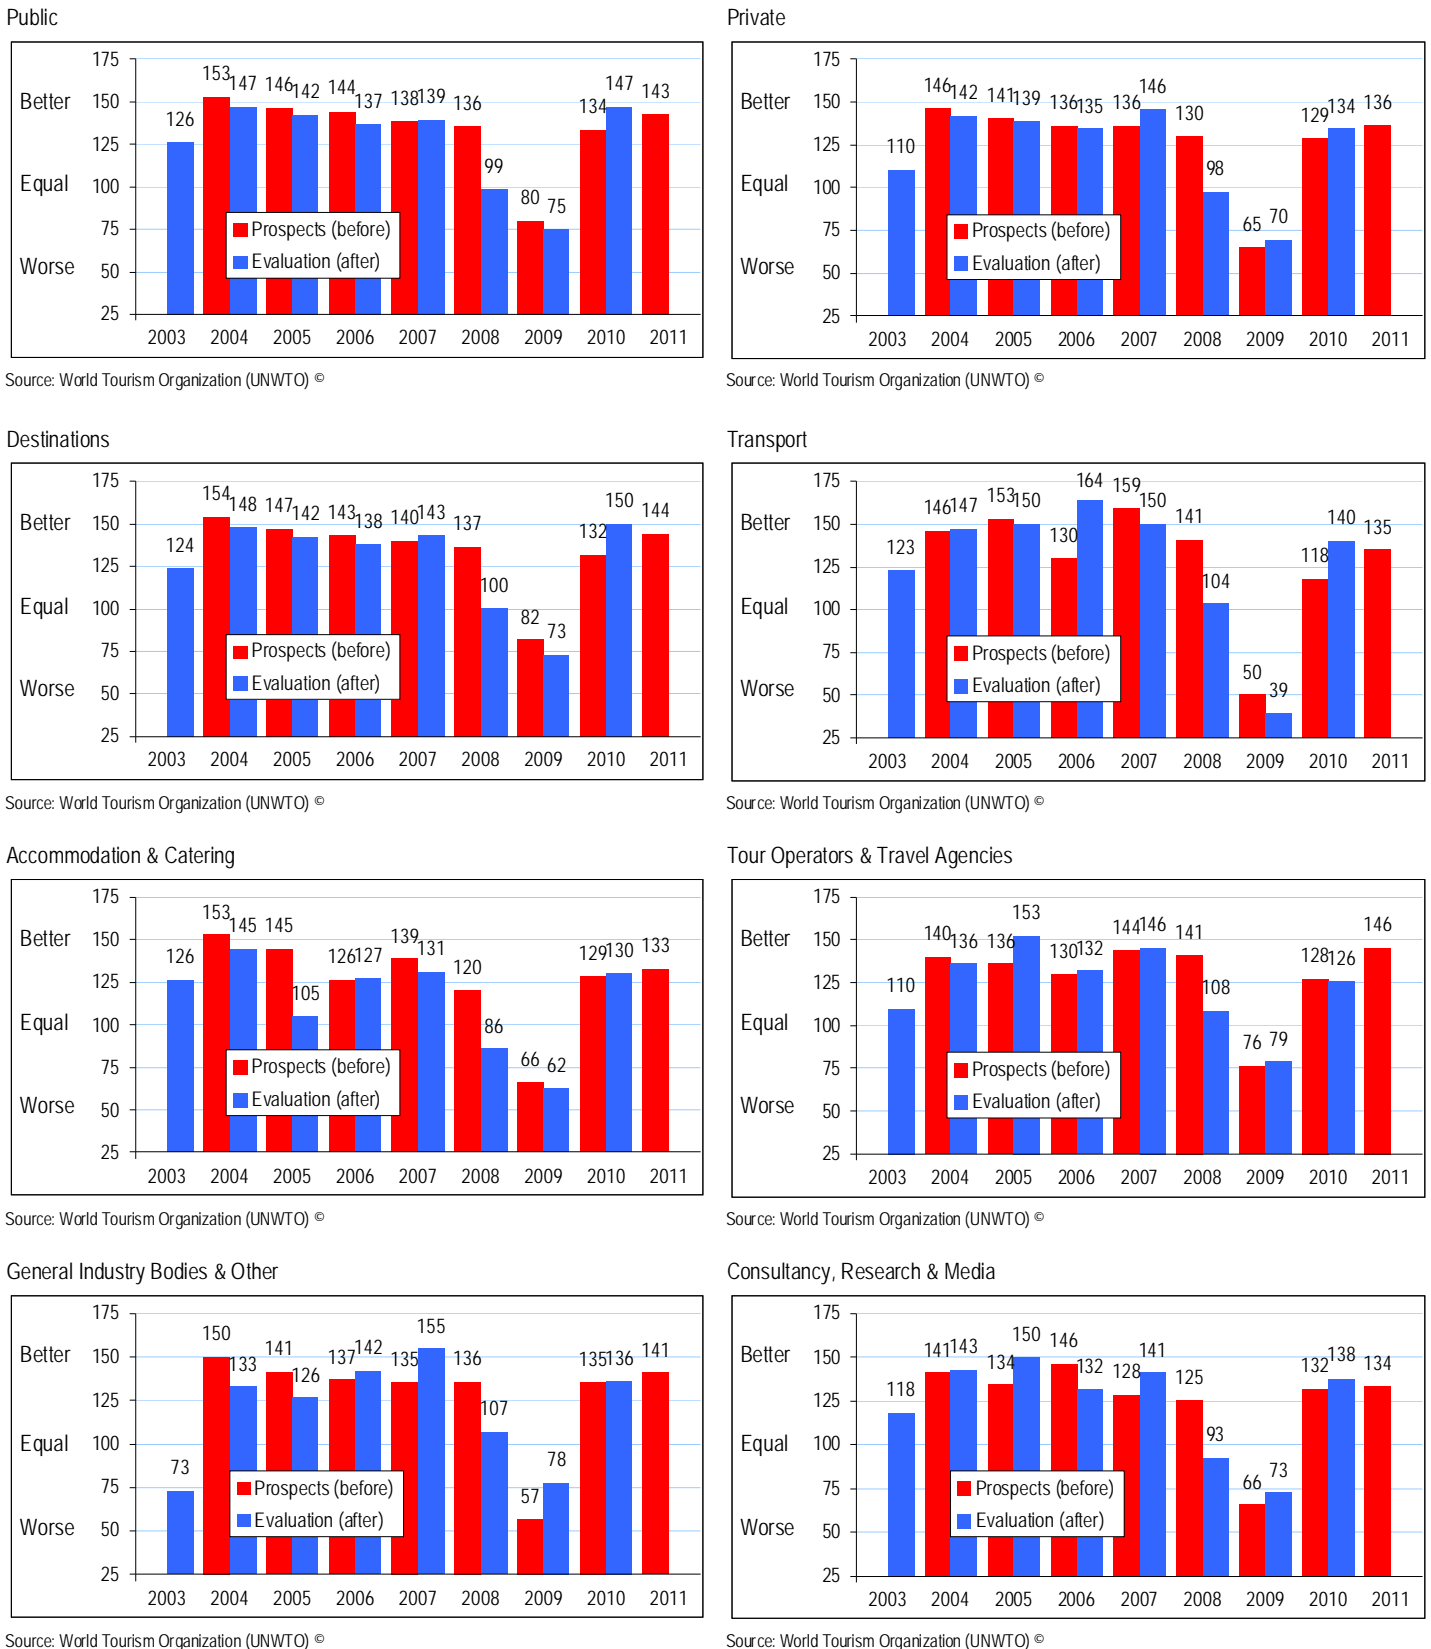 Public
175
150
125
100
75
50
25
Better
Equal
Worse
126
153
147
146
142
144
137
138
139
136
99
80
75
134
147
143
Prospects (before)
Evaluation (after)
2003 2004 2005 2006 2007 2008 2009 2010 2011
Source: World Tourism Organization (UNWTO) ©
Private
175
150
125
100
75
50
25
Better
Equal
Worse
110
146
142
141
139
136
135
136
146
130
98
65
70
129
134
136
Prospects (before)
Evaluation (after)
2003 2004 2005 2006 2007 2008 2009 2010 2011
Source: World Tourism Organization (UNWTO) ©
Destinations
175
150
125
100
75
50
25
Better
Equal
Worse
124
154
148
147
142
143
138
140
143
137
100
82
73
132
150
144
Prospects (before)
Evaluation (after)
2003 2004 2005 2006 2007 2008 2009 2010 2011
Source: World Tourism Organization (UNWTO) ©
Transport
175
150
125
100
75
50
25
Better
Equal
Worse
123
146
147
153
150
130
164
159
150
141
104
50
39
118
140
135
Prospects (before)
Evaluation (after)
2003 2004 2005 2006 2007 2008 2009 2010 2011
Source: World Tourism Organization (UNWTO) ©
Accommodation & Catering
175
150
125
100
75
50
25
Better
Equal
Worse
126
153
145
145
105
126
127
139
131
120
86
66
62
129
130
133
Prospects (before)
Evaluation (after)
2003 2004 2005 2006 2007 2008 2009 2010 2011
Source: World Tourism Organization (UNWTO) ©
Tour Operators & Travel Agencies
175
150
125
100
75
50
25
Better
Equal
Worse
110
140
136
136
153
130
132
144
146
141
108
76
79
128
126
146
Prospects (before)
Evaluation (after)
2003 2004 2005 2006 2007 2008 2009 2010 2011
Source: World Tourism Organization (UNWTO) ©
General Industry Bodies & Other
175
150
125
100
75
50
25
Better
Equal
Worse
73
150
133
141
126
137
142
135
155
136
107
57
78
135
136
141
Prospects (before)
Evaluation (after)
2003 2004 2005 2006 2007 2008 2009 2010 2011
Source: World Tourism Organization (UNWTO) ©
Consultancy, Research & Media
175
150
125
100
75
50
25
Better
Equal
Worse
118
141
143
134
150
146
132
128
141
125
93
66
73
132
138
134
Prospects (before)
Evaluation (after)
2003 2004 2005 2006 2007 2008 2009 2010 2011
Source: World Tourism Organization (UNWTO) ©